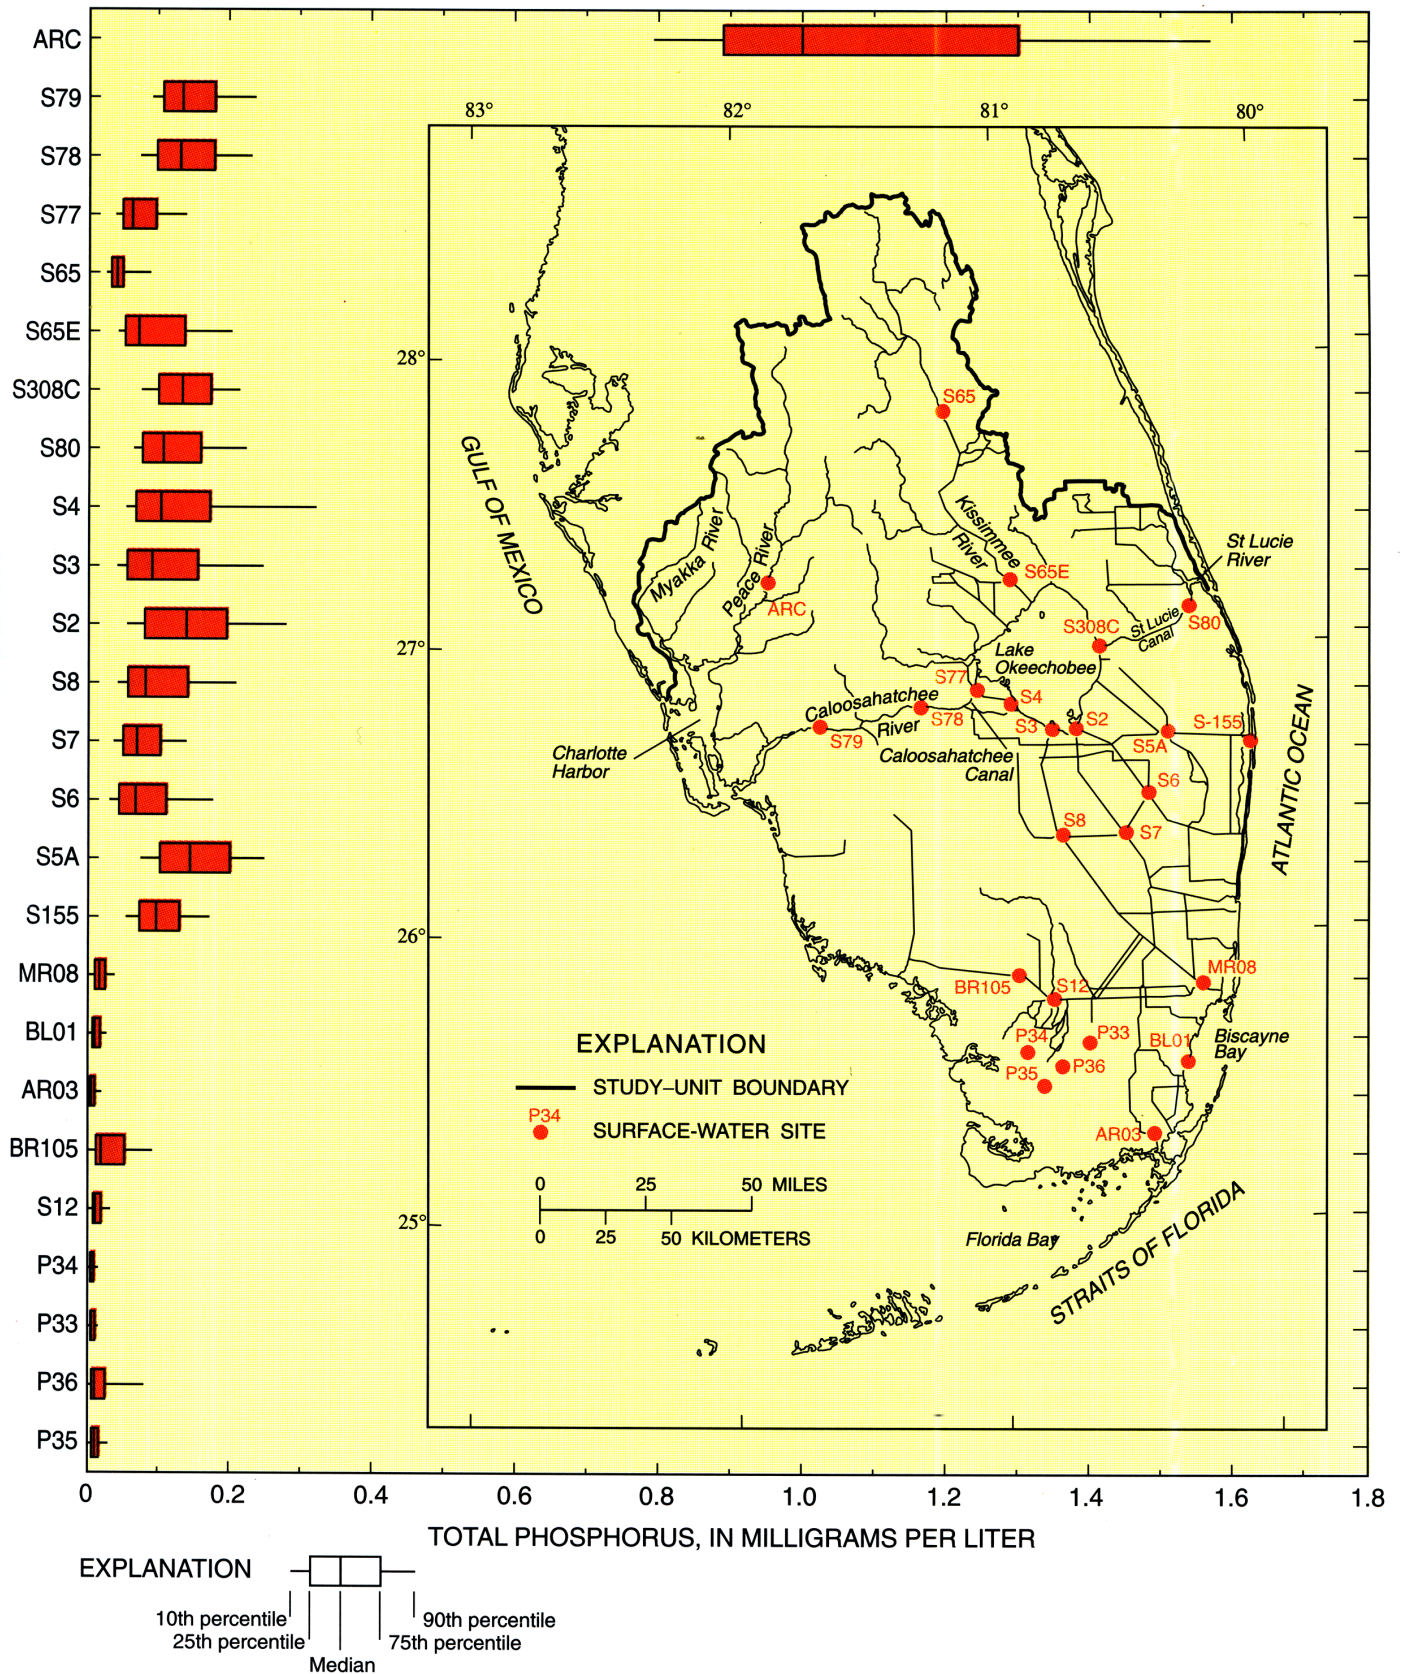 ARC
S79
S78
S77
S65
S65E
S308C
S80
S4
S3
S2
S8
S7
S6
S5A
S155
MR08
BL01
AR03
BR105
S12
P34
P33
P36
P35
0 0.2 0.4 0.6 0.8 1.0 1.2 1.4 1.6 1.8
TOTAL PHOSPHORUS, IN MILLIGRAMS PER LITER
83° 82° 81° 80°
28°
27°
26°
25°
GULF OF MEXICO
S65
Kissimmee
River
St Lucie
River
Myakka River
Peace River
S65E
ARC
S308C
St Lucie
Canal
S80
Lake
Okeechobee
S77
S4
Caloosahatchee
River
S79
S78
S3
S2
S5A
S-155
Charlotte
Harbor
Caloosahatchee
Canal
S6
S8
S7
ATLANTIC OCEAN
BR105
S12
MR08
P34
P33
BL01
Biscayne
Bay
P35
P36
AR03
EXPLANATION
STUDY–UNIT BOUNDARY
P34
SURFACE-WATER SITE
0 25 50 MILES
0 25 50 KILOMETERS
Florida Bay
STRAITS OF FLORIDA
EXPLANATION
10th percentile
90th percentile
25th percentile
75th percentile
Median